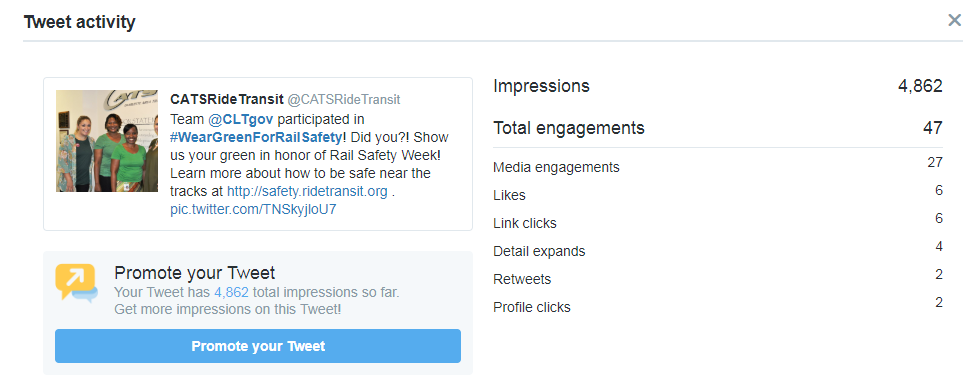 Tweet activity
CATSRideTransit @CATSRideTransit
Team @CLTgov participated in
#WearGreenForRailSafety! Did you?! Show
us your green in honor of Rail Safety Week!
Learn more about how to be safe near the
tracks at http://safety.ridetransit.org .
pic.twitter.com/TNSkyjIoU7
Promote your Tweet
Your Tweet has 4,862 total impressions so far.
Get more impressions on this Tweet!
Promote your Tweet
Impressions 4,862
Total engagements 47
Media engagements 27
Likes 6
Link clicks 6
Detail expands 4
Retweets 2
Profile clicks 2